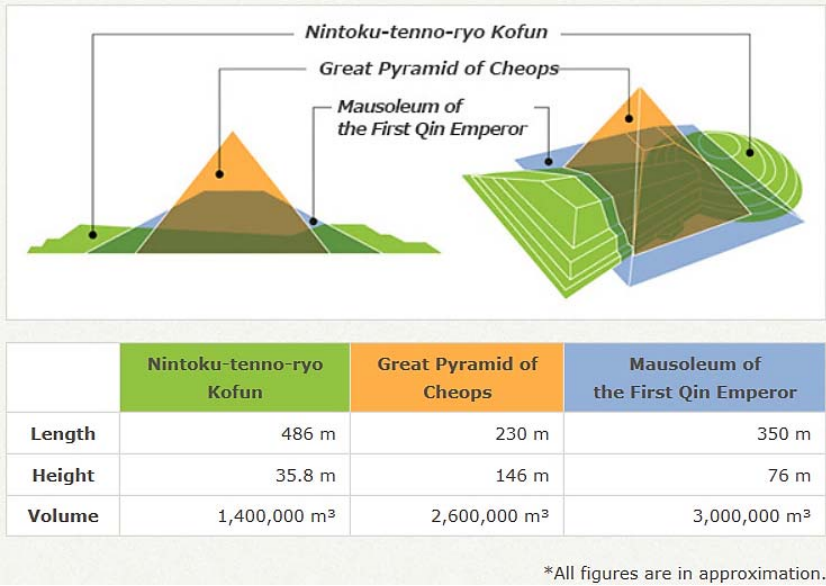 Nintoku-tenno-ryo Kofun
Great Pyramid of Cheops
Mausoleum of
the First Qin Emperor
Nintoku-tenno-ryo
Kofun
Great Pyramid of
Cheops
Mausoleum of
the First Qin Emperor
Length 486 m 230 m 350 m
Height 35.8 m 146 m 76 m
Volume 1,400,000 m³ 2,600,000 m³ 3,000,000 m³
*All figures are in approximation.